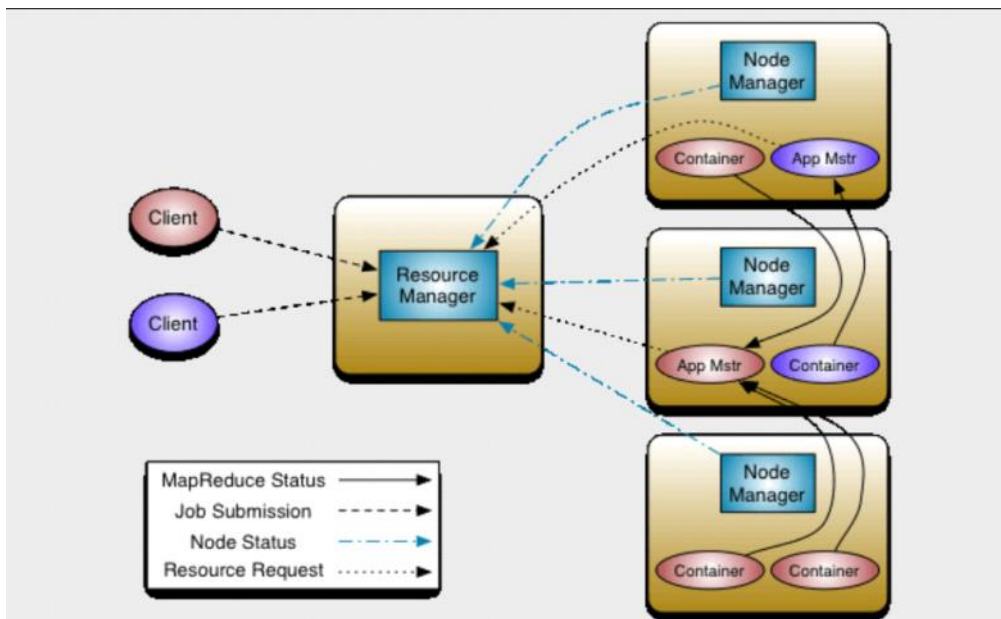 Node
Manager
Container
App Mstr
Client
Resource
Manager
Client
Node
Manager
App Mstr
Container
Node
Manager
Container
Container
MapReduce Status
Job Submission
Node Status
Resource Request